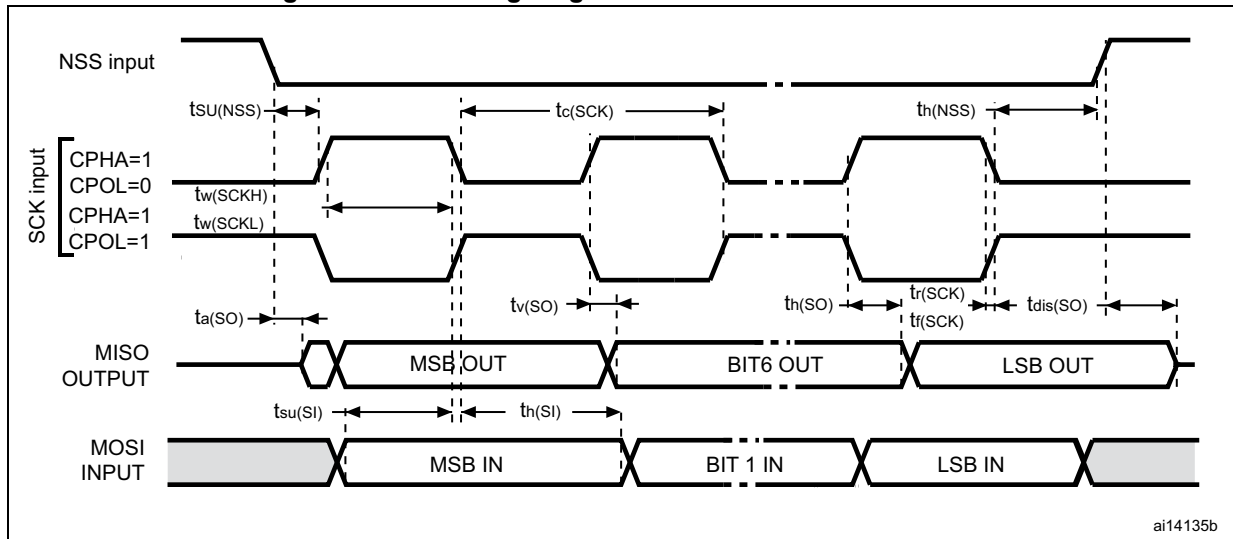 NSS input
tSU(NSS)
tc(SCK)
th(NSS)
SCK input
CPHA=1
CPOL=0
tw(SCKH)
CPHA=1
tw(SCKL)
CPOL=1
ta(SO)
tv(SO)
th(SO)
tr(SCK)
tf(SCK)
tdis(SO)
MISO
OUTPUT
MSB OUT
BIT6 OUT
LSB OUT
tsu(SI)
th(SI)
MOSI
INPUT
MSB IN
BIT 1 IN
LSB IN
ai14135b